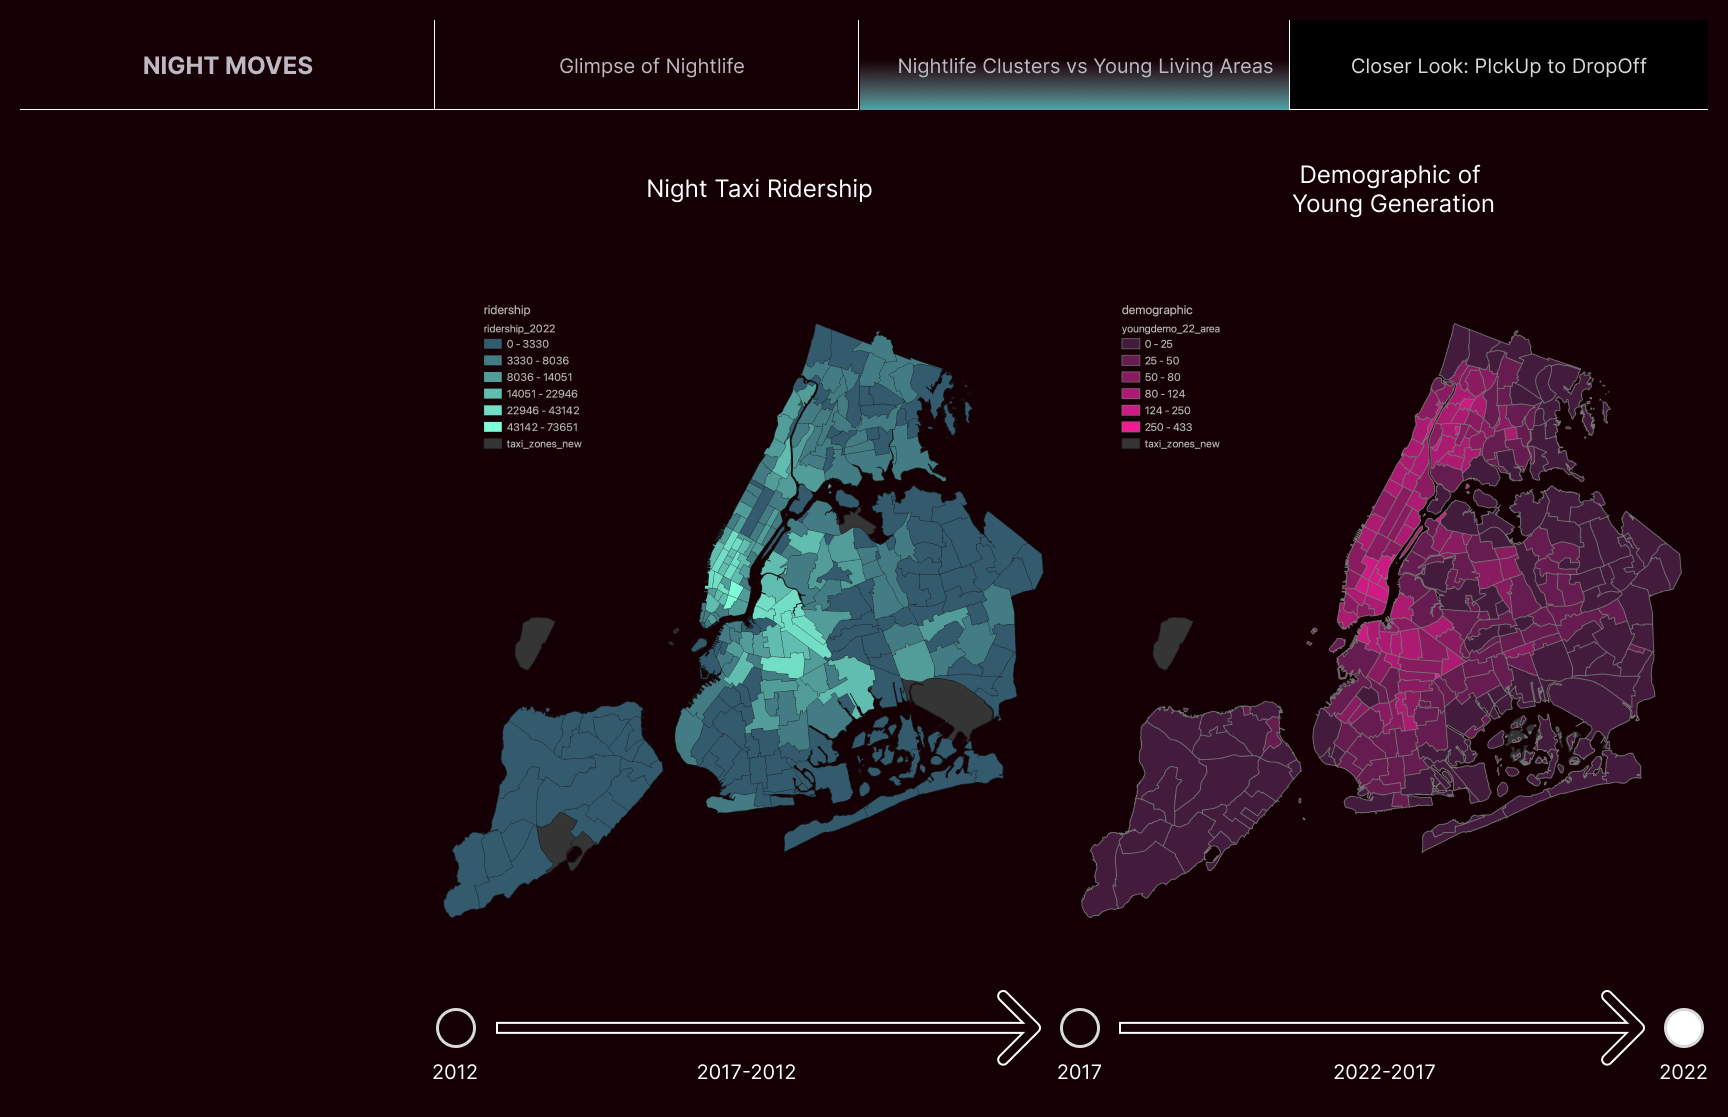 NIGHT MOVES
Glimpse of Nightlife
Nightlife Clusters vs Young Living Areas
Closer Look: PIckUp to DropOff
Night Taxi Ridership
Demographic of
Young Generation
ridership
ridership_2022
0 - 3330
3330 - 8036
8036 - 14051
14051 - 22946
22946 - 43142
43142 - 73651
taxi_zones_new
demographic
youngdemo_22_area
0 - 25
25 - 50
50 - 80
80 - 124
124 - 250
250 - 433
taxi_zones_new
2012
2017-2012
2017
2022-2017
2022